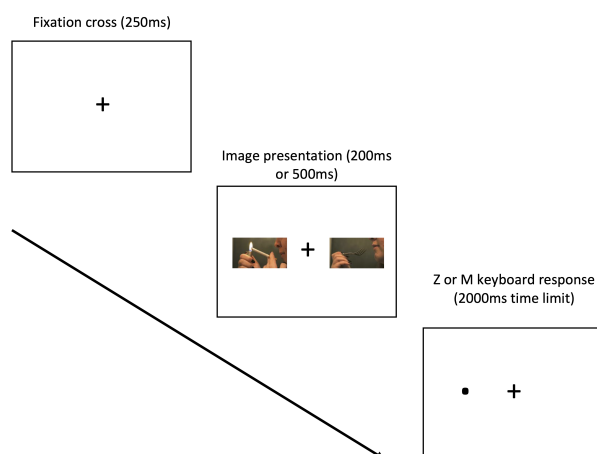 Fixation cross (250ms)
Image presentation (200ms
or 500ms)
Z or M keyboard response
(2000ms time limit)